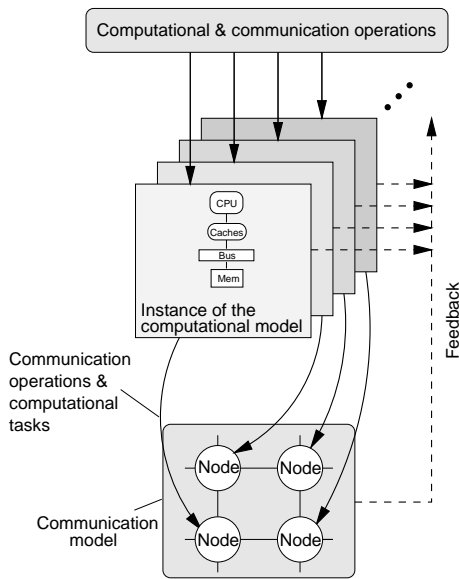 Computational & communication operations
CPU
Caches
Bus
Mem
Instance of the
computational model
Feedback
Communication
operations &
computational
tasks
Node
Node
Node
Node
Communication
model